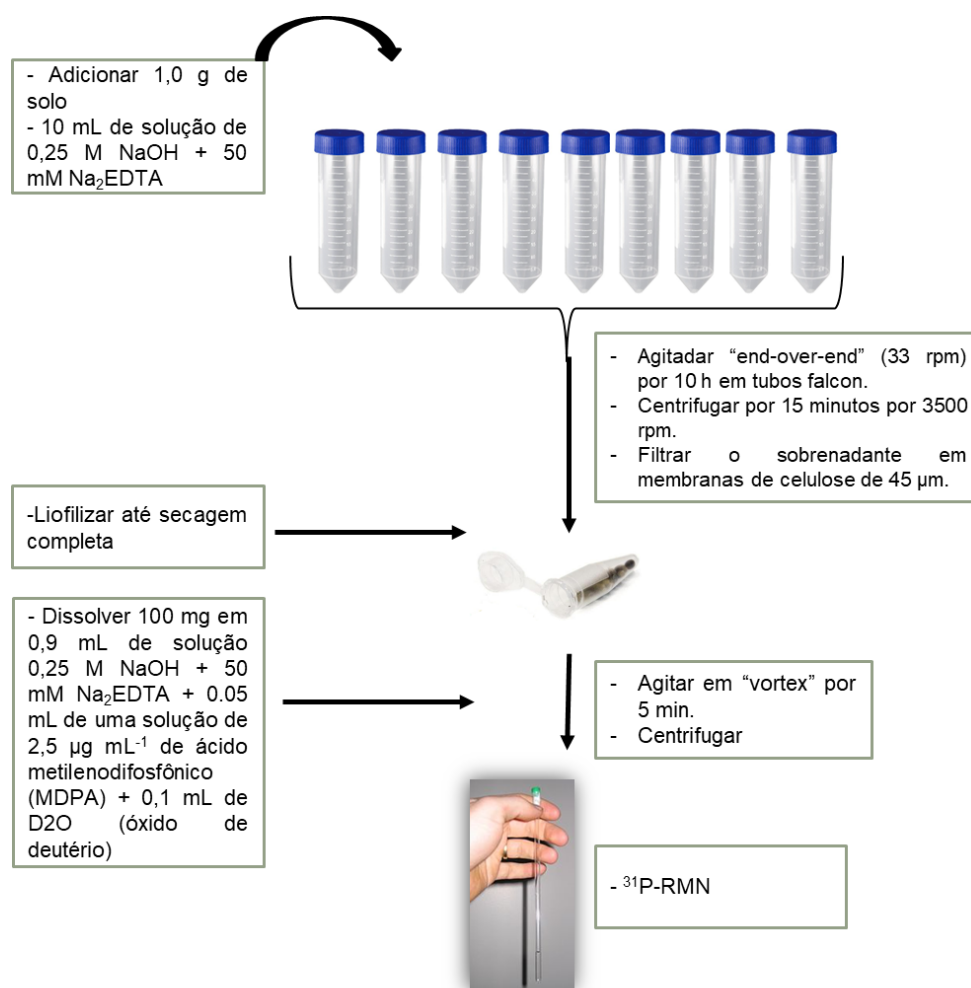 - Adicionar 1,0 g de
solo
- 10 mL de solução de
0,25 M NaOH + 50
mM Na₂EDTA
- Agitadar “end-over-end” (33 rpm)
por 10 h em tubos falcon.
- Centrifugar por 15 minutos por 3500
rpm.
- Filtrar o sobrenadante em
membranas de celulose de 45 µm.
-Liofilizar até secagem
completa
- Dissolver 100 mg em
0,9 mL de solução
0,25 M NaOH + 50
mM Na₂EDTA + 0.05
mL de uma solução de
2,5 µg mL⁻¹ de ácido
metilenodifosfônico
(MDPA) + 0,1 mL de
D2O (óxido de
deutério)
- Agitar em “vortex” por
5 min.
- Centrifugar
- ³¹P-RMN